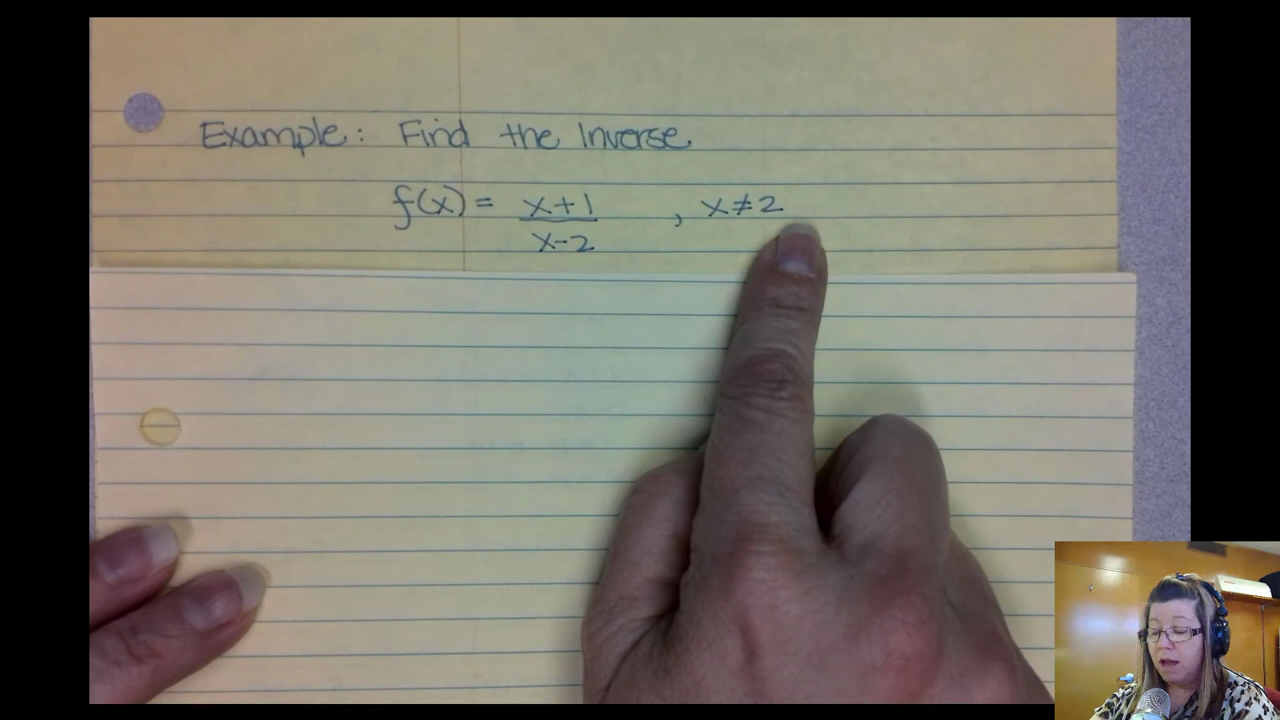 Example: Find the Inverse
f(x) = x+1 / x-2 , x≠2